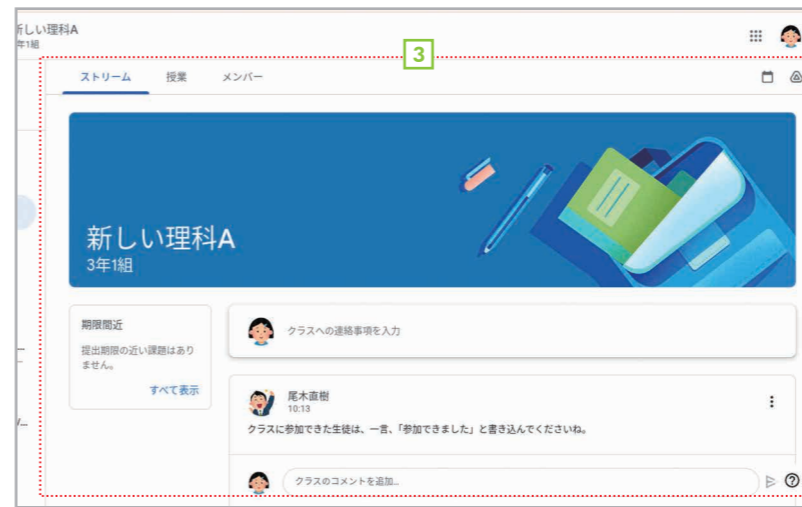 新しい理科A
年1組
3
ストリーム 授業 メンバー
新しい理科A
3年1組
期限間近
提出期限の近い課題はあり
ません。
すべて表示
クラスへの連絡事項を入力
尾木直樹
10:13
クラスに参加できた生徒は、一言、「参加できました」と書き込んでくださいね。
クラスのコメントを追加…